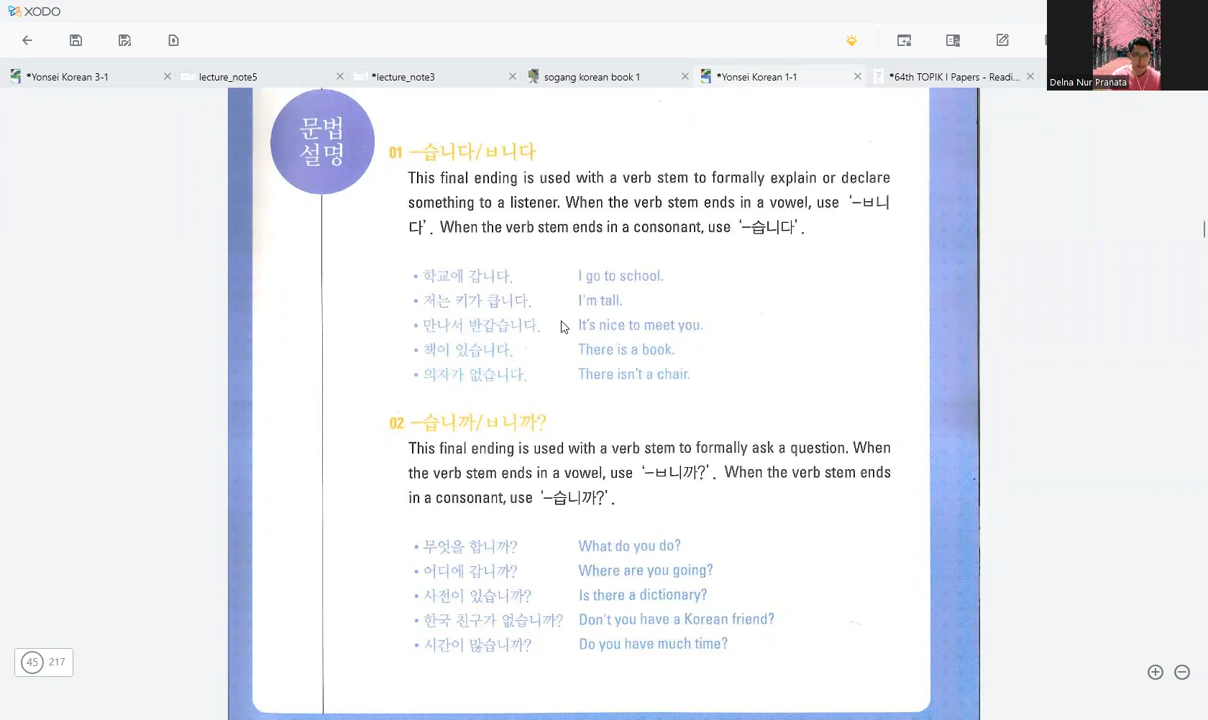 XODO
*Yonsei Korean 3-1
lecture_note5
*lecture_note3
sogang korean book 1
*Yonsei Korean 1-1
*64th TOPIK I Papers - Readi...
Delna Nur Pranata
문법
설명
01 –습니다/ㅂ니다
This final ending is used with a verb stem to formally explain or declare
something to a listener. When the verb stem ends in a vowel, use ‘–ㅂ니
다’. When the verb stem ends in a consonant, use ‘–습니다’.
• 학교에 갑니다. I go to school.
• 저는 키가 큽니다. I'm tall.
• 만나서 반갑습니다. It's nice to meet you.
• 책이 있습니다. There is a book.
• 의자가 없습니다. There isn't a chair.
02 –습니까/ㅂ니까?
This final ending is used with a verb stem to formally ask a question. When
the verb stem ends in a vowel, use ‘–ㅂ니까?’. When the verb stem ends
in a consonant, use ‘–습니까?’.
• 무엇을 합니까? What do you do?
• 어디에 갑니까? Where are you going?
• 사전이 있습니까? Is there a dictionary?
• 한국 친구가 없습니까? Don't you have a Korean friend?
• 시간이 많습니까? Do you have much time?
45 217